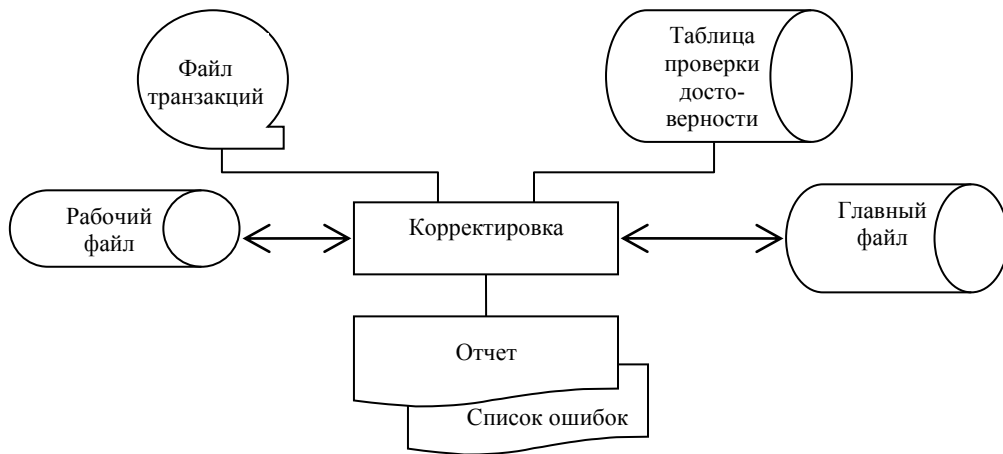 Файл
транзакций
Таблица
проверки
досто-
верности
Рабочий
файл
Корректировка
Главный
файл
Отчет
Список ошибок